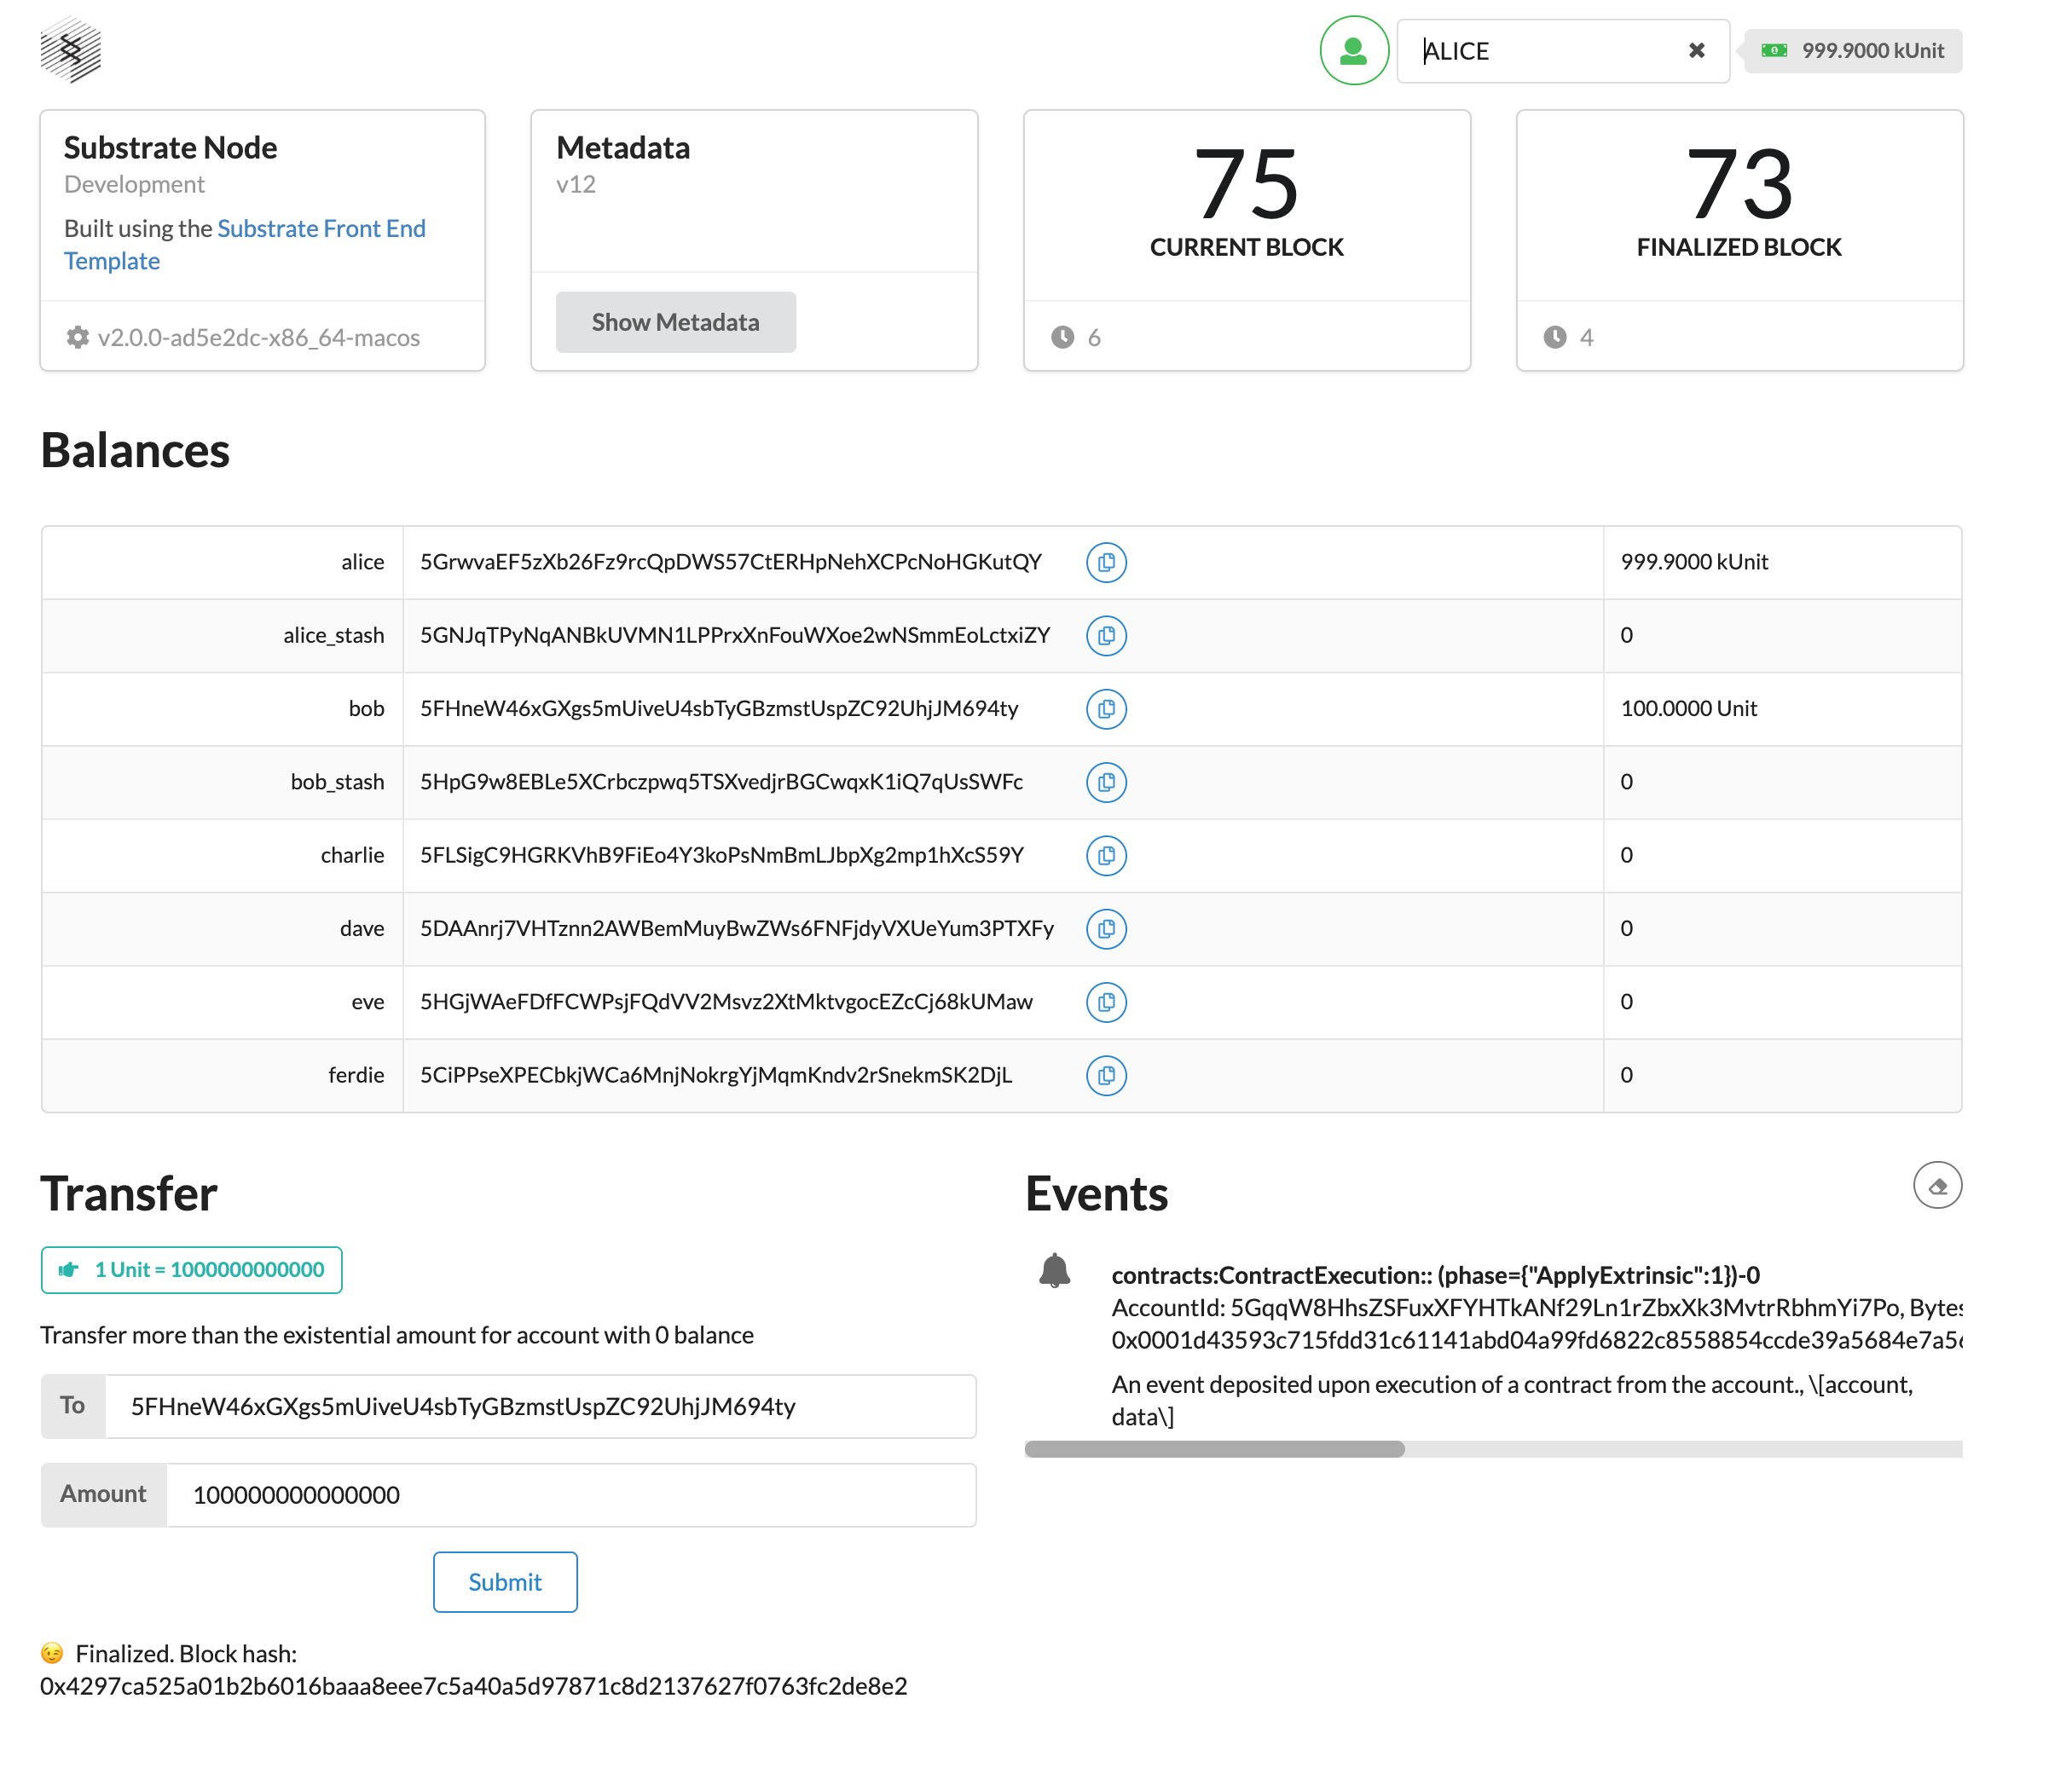 ALICE
999.9000 kUnit
Substrate Node
Development
Built using the Substrate Front End
Template
v2.0.0-ad5e2dc-x86_64-macos
Metadata
v12
Show Metadata
75
CURRENT BLOCK
6
73
FINALIZED BLOCK
4
Balances
alice 5GrwvaEF5zXb26Fz9rcQpDWS57CtERHpNehXCPcNoHGKutQY 999.9000 kUnit
alice_stash 5GNJqTPyNqANBkUVMN1LPPrxXnFouWXoe2wNSmmEoLctxiZY 0
bob 5FHneW46xGXgs5mUiveU4sbTyGBzmstUspZC92UhjJM694ty 100.0000 Unit
bob_stash 5HpG9w8EBLe5XCrbczpwq5TSXvedjrBGCwqxK1iQ7qUsSWFc 0
charlie 5FLSigC9HGRKVhB9FiEo4Y3koPsNmBmLJbpXg2mp1hXcS59Y 0
dave 5DAAnrj7VHTznn2AWBemMuyBwZWs6FNFjdyVXUeYum3PTXFy 0
eve 5HGjWAeFDfFCWPsjFQdVV2Msvz2XtMktvgocEZcCj68kUMaw 0
ferdie 5CiPPseXPECbkjWCa6MnjNokrgYjMqmKndv2rSnekmSK2DjL 0
Transfer
1 Unit = 1000000000000
Transfer more than the existential amount for account with 0 balance
To 5FHneW46xGXgs5mUiveU4sbTyGBzmstUspZC92UhjJM694ty
Amount 100000000000000
Submit
😉 Finalized. Block hash:
0x4297ca525a01b2b6016baaa8eee7c5a40a5d97871c8d2137627f0763fc2de8e2
Events
contracts:ContractExecution:: (phase={"ApplyExtrinsic":1})-0
AccountId: 5GqqW8HhsZSFuxXFYHTkANf29Ln1rZbxXk3MvtrRbhmYi7Po, Bytes
0x0001d43593c715fdd31c61141abd04a99fd6822c8558854ccde39a5684e7a56
An event deposited upon execution of a contract from the account., \[account,
data\]